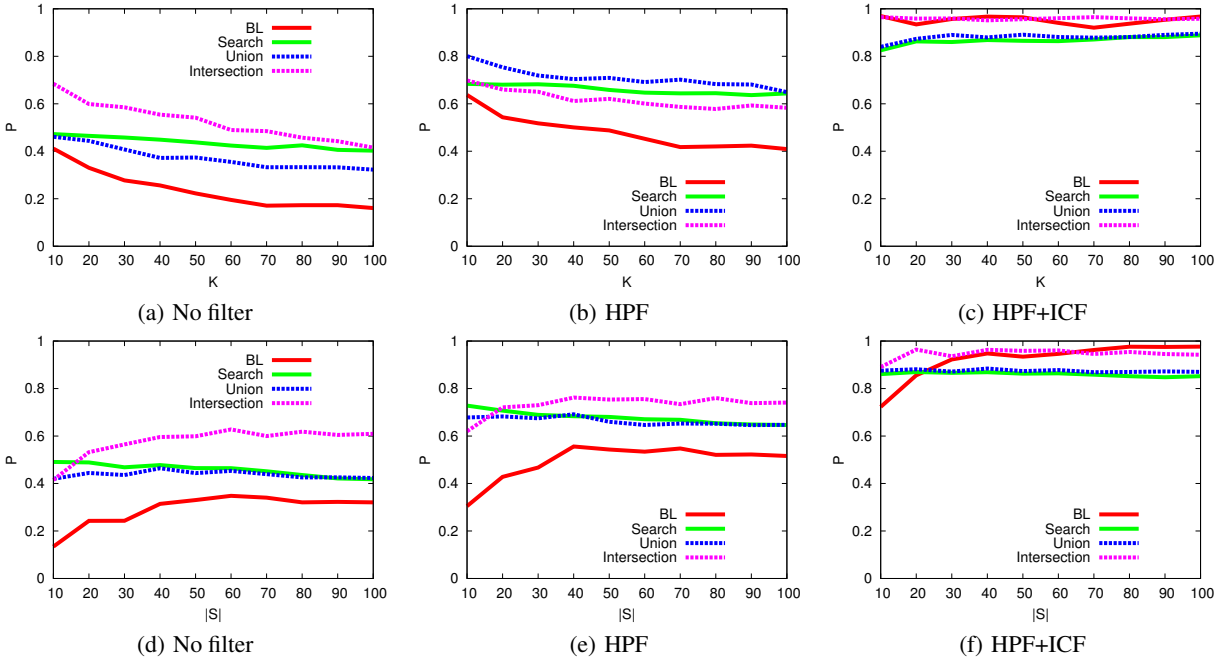 1
0.8
0.6
0.4
0.2
0
P
BL
Search
Union
Intersection
10 20 30 40 50 60 70 80 90 100
K
(a) No filter
1
0.8
0.6
0.4
0.2
0
P
BL
Search
Union
Intersection
10 20 30 40 50 60 70 80 90 100
K
(b) HPF
1
0.8
0.6
0.4
0.2
0
P
BL
Search
Union
Intersection
10 20 30 40 50 60 70 80 90 100
K
(c) HPF+ICF
1
0.8
0.6
0.4
0.2
0
P
BL
Search
Union
Intersection
10 20 30 40 50 60 70 80 90 100
|S|
(d) No filter
1
0.8
0.6
0.4
0.2
0
P
BL
Search
Union
Intersection
10 20 30 40 50 60 70 80 90 100
|S|
(e) HPF
1
0.8
0.6
0.4
0.2
0
P
BL
Search
Union
Intersection
10 20 30 40 50 60 70 80 90 100
|S|
(f) HPF+ICF